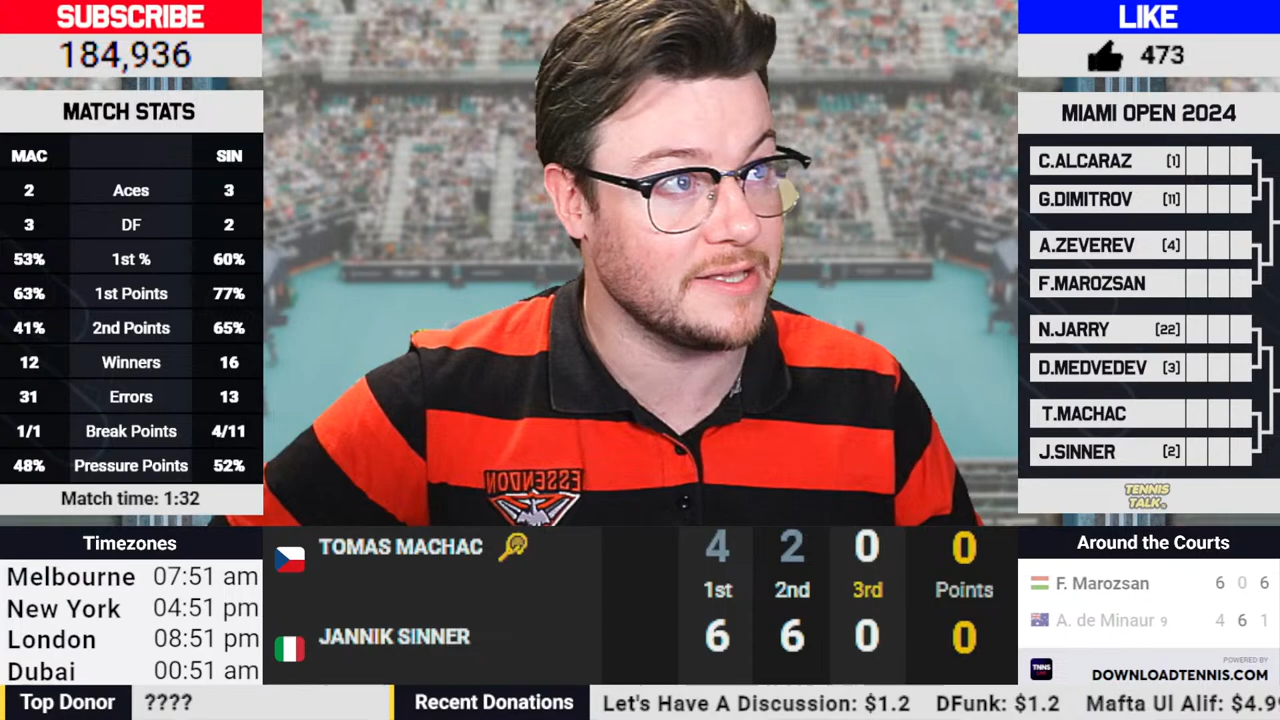 SUBSCRIBE
184,936
MATCH STATS
MAC SIN
2 Aces 3
3 DF 2
53% 1st % 60%
63% 1st Points 77%
41% 2nd Points 65%
12 Winners 16
31 Errors 13
1/1 Break Points 4/11
48% Pressure Points 52%
Match time: 1:32
Timezones
Melbourne 07:51 am
New York 04:51 pm
London 08:51 pm
Dubai 00:51 am
ESSENDON
TOMAS MACHAC 4 2 0 0
1st 2nd 3rd Points
JANNIK SINNER 6 6 0 0
LIKE
473
MIAMI OPEN 2024
C.ALCARAZ [1]
G.DIMITROV [11]
A.ZEVEREV [4]
F.MAROZSAN
N.JARRY [22]
D.MEDVEDEV [3]
T.MACHAC
J.SINNER [2]
TENNIS
TALK
Around the Courts
F. Marozsan 6 0 6
A. de Minaur 9 4 6 1
TNNS
POWERED BY
DOWNLOADTENNIS.COM
Top Donor ???? Recent Donations Let's Have A Discussion: $1.2 DFunk: $1.2 Mafta Ul Alif: $4.9